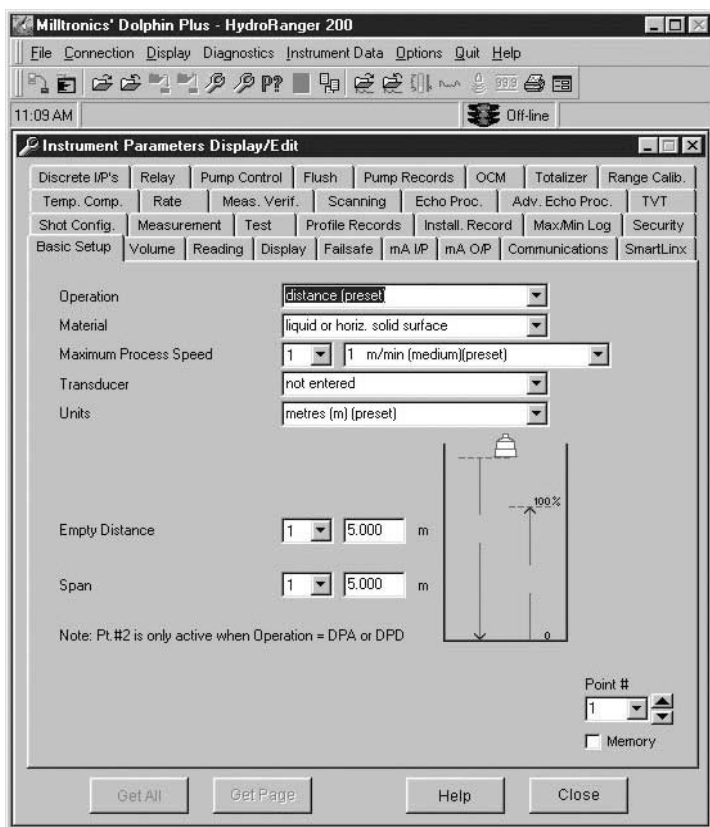 Milltronics' Dolphin Plus - HydroRanger 200
File Connection Display Diagnostics Instrument Data Options Quit Help
P? 99.9
11:09 AM Off-line
Instrument Parameters Display/Edit
Discrete I/P's Relay Pump Control Flush Pump Records OCM Totalizer Range Calib.
Temp. Comp. Rate Meas. Verif. Scanning Echo Proc. Adv. Echo Proc. TVT
Shot Config. Measurement Test Profile Records Install. Record Max/Min Log Security
Basic Setup Volume Reading Display Failsafe mA I/P mA O/P Communications SmartLinx
Operation distance (preset)
Material liquid or horiz. solid surface
Maximum Process Speed 1 1 m/min (medium)(preset)
Transducer not entered
Units metres (m) (preset)
100%
Empty Distance 1 5.000 m
Span 1 5.000 m
Note: Pt.#2 is only active when Operation = DPA or DPD
0
Point #
1
Memory
Get All Get Page Help Close